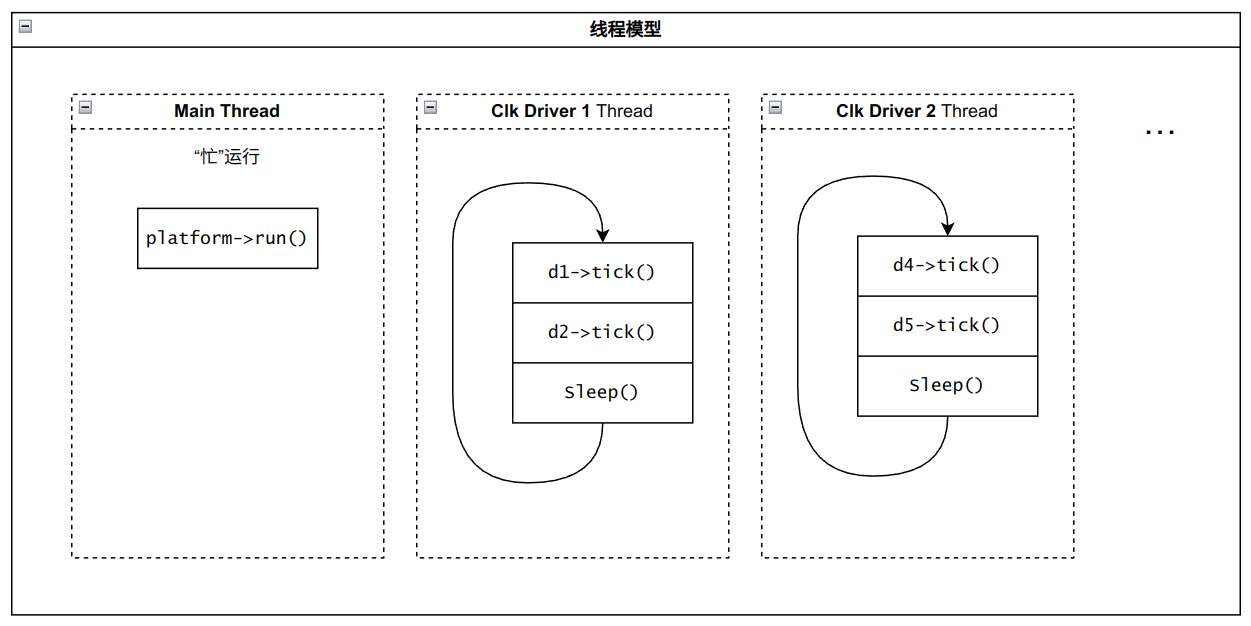 线程模型
Main Thread
“忙”运行
platform->run()
Clk Driver 1 Thread
d1->tick()
d2->tick()
Sleep()
Clk Driver 2 Thread
d4->tick()
d5->tick()
Sleep()
...